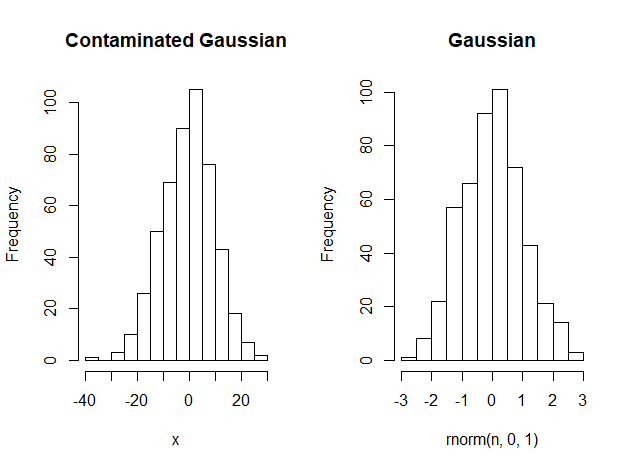 Contaminated Gaussian
Frequency
100
80
60
40
20
0
-40 -20 0 20
x
Gaussian
Frequency
100
80
60
40
20
0
-3 -2 -1 0 1 2 3
rnorm(n, 0, 1)